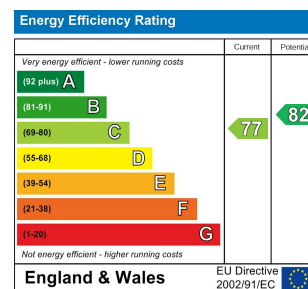 Energy Efficiency Rating
Current
Very energy efficient - lower running costs
(92 plus) A
(81-91) B
(69-80) C
(55-68) D
(39-54) E
(21-38) F
(1-20) G
77
82
Not energy efficient - higher running costs
England & Wales
EU Directive
2002/91/EC